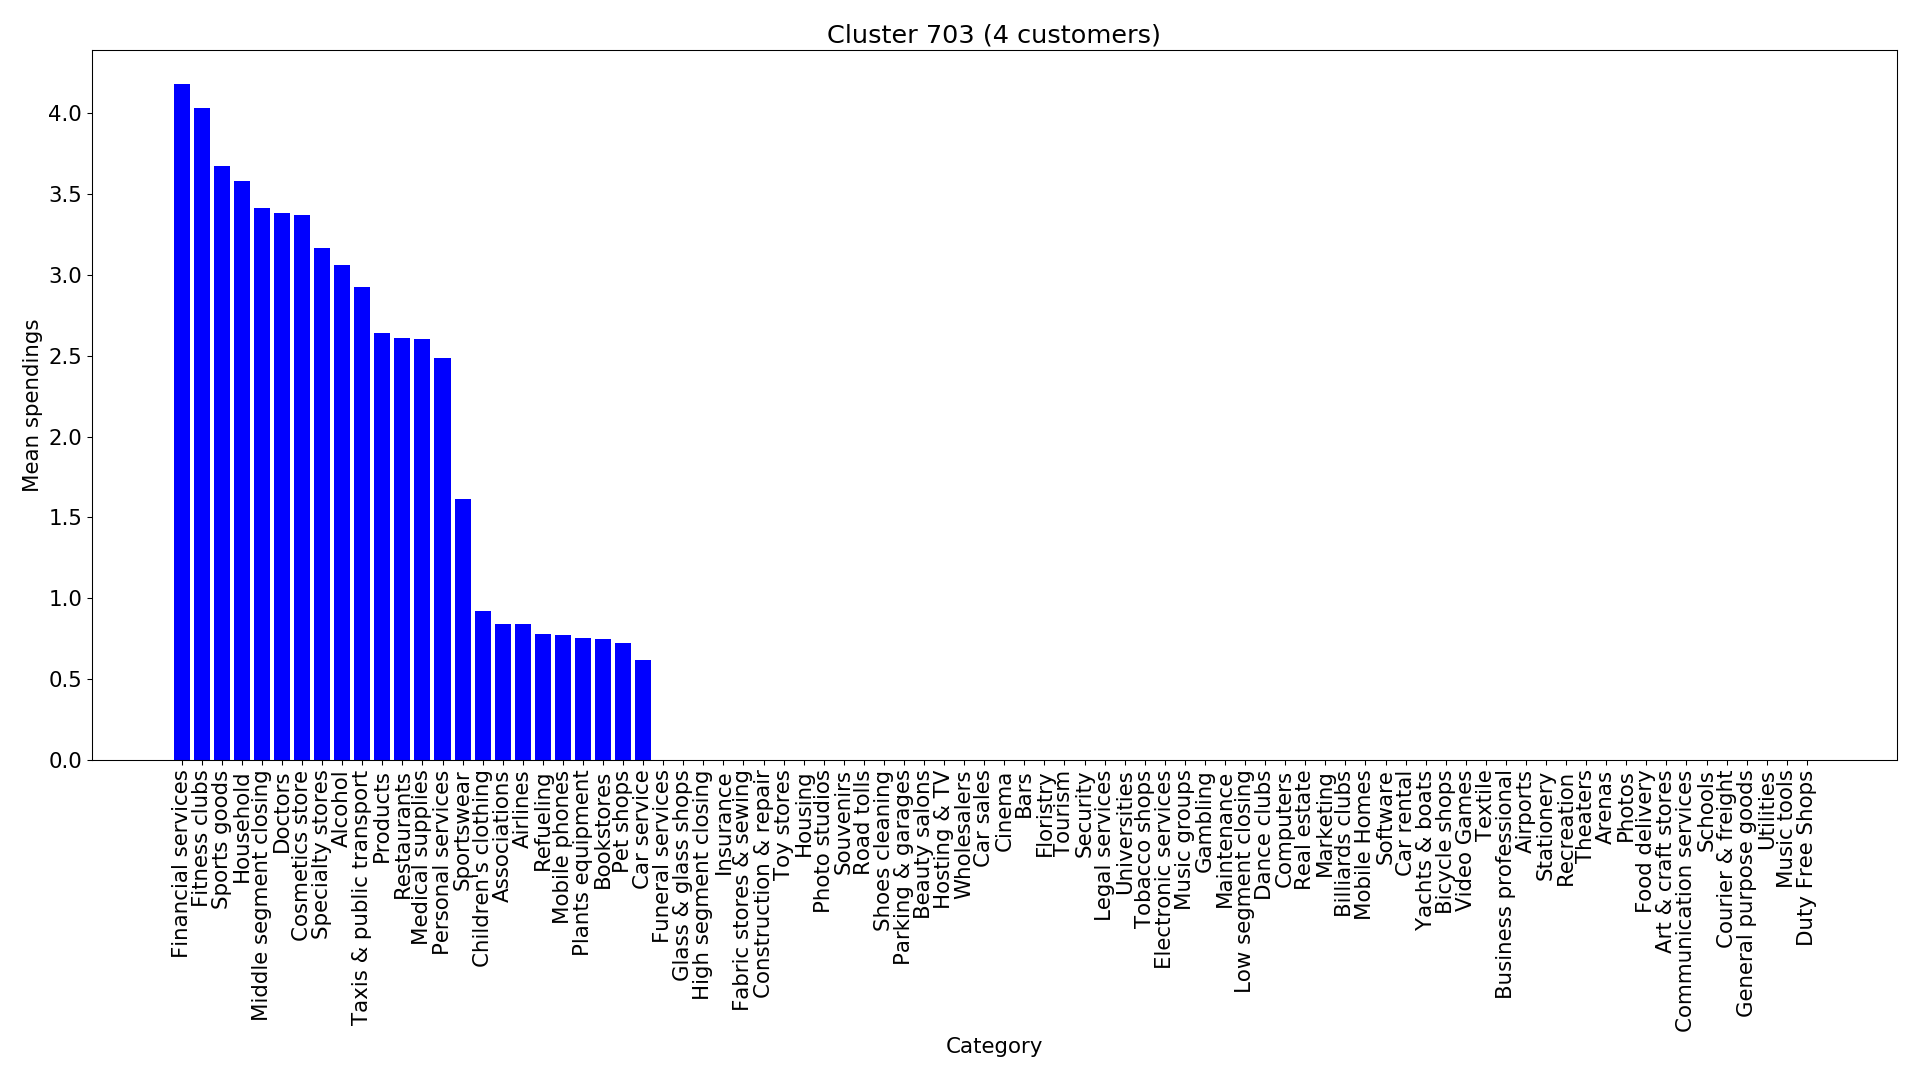 Cluster 703 (4 customers)
Mean spendings
4.0
3.5
3.0
2.5
2.0
1.5
1.0
0.5
0.0
Financial services
Fitness clubs
Sports goods
Household
Middle segment closing
Doctors
Cosmetics store
Specialty stores
Alcohol
Taxis & public transport
Products
Restaurants
Medical supplies
Personal services
Sportswear
Children's clothing
Associations
Airlines
Refueling
Mobile phones
Plants equipment
Bookstores
Pet shops
Car service
Funeral services
Glass & glass shops
High segment closing
Insurance
Fabric stores & sewing
Construction & repair
Toy stores
Housing
Photo studios
Souvenirs
Road tolls
Shoes cleaning
Parking & garages
Beauty salons
Hosting & TV
Wholesalers
Car sales
Cinema
Bars
Floristry
Tourism
Security
Legal services
Universities
Tobacco shops
Electronic services
Music groups
Gambling
Maintenance
Low segment closing
Dance clubs
Computers
Real estate
Marketing
Billiards clubs
Mobile Homes
Software
Car rental
Yachts & boats
Bicycle shops
Video Games
Textile
Business professional
Airports
Stationery
Recreation
Theaters
Arenas
Photos
Food delivery
Art & craft stores
Communication services
Schools
Courier & freight
General purpose goods
Utilities
Music tools
Duty Free Shops
Category